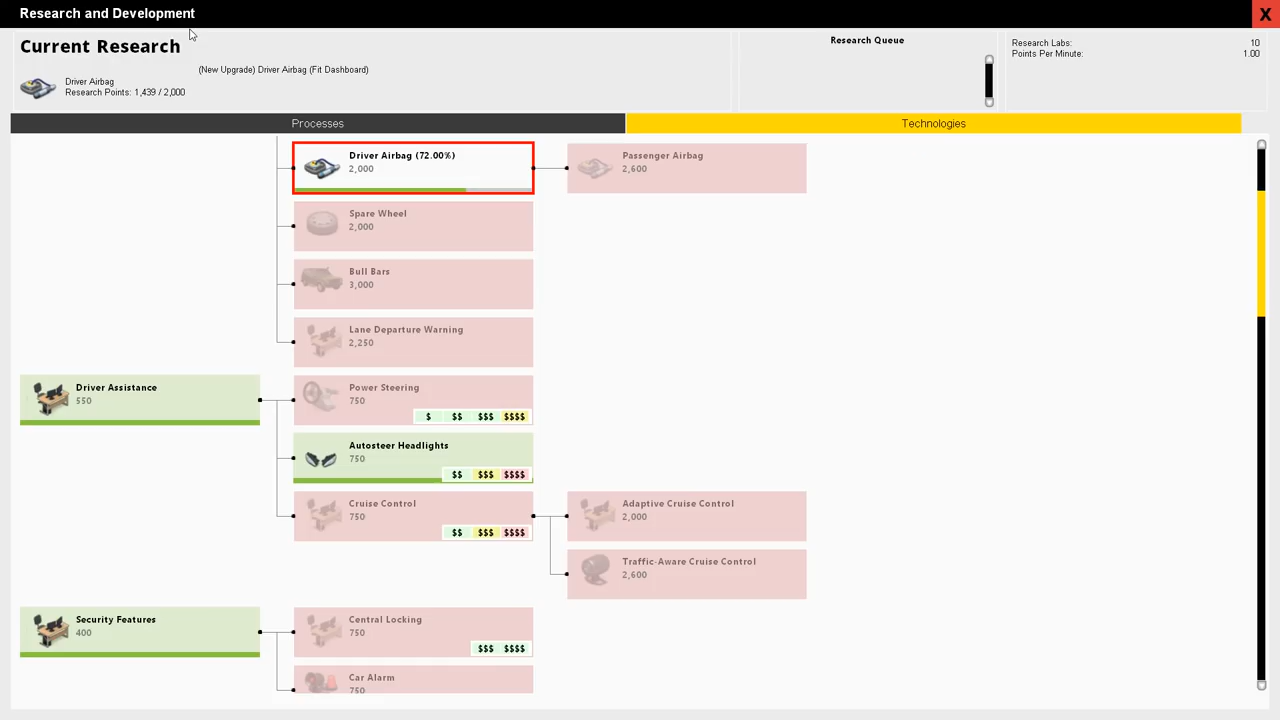 Research and Development
X
Current Research
(New Upgrade) Driver Airbag (Fit Dashboard)
Driver Airbag
Research Points: 1,439 / 2,000
Research Queue
Research Labs: 10
Points Per Minute: 1.00
Processes
Technologies
Driver Airbag (72.00%)
2,000
Passenger Airbag
2,600
Spare Wheel
2,000
Bull Bars
3,000
Lane Departure Warning
2,250
Driver Assistance
550
Power Steering
750
$ $$ $$$ $$$$
Autosteer Headlights
750
$$ $$$ $$$$
Cruise Control
750
$$ $$$ $$$$
Adaptive Cruise Control
2,000
Traffic-Aware Cruise Control
2,600
Security Features
400
Central Locking
750
$$$ $$$$
Car Alarm
750